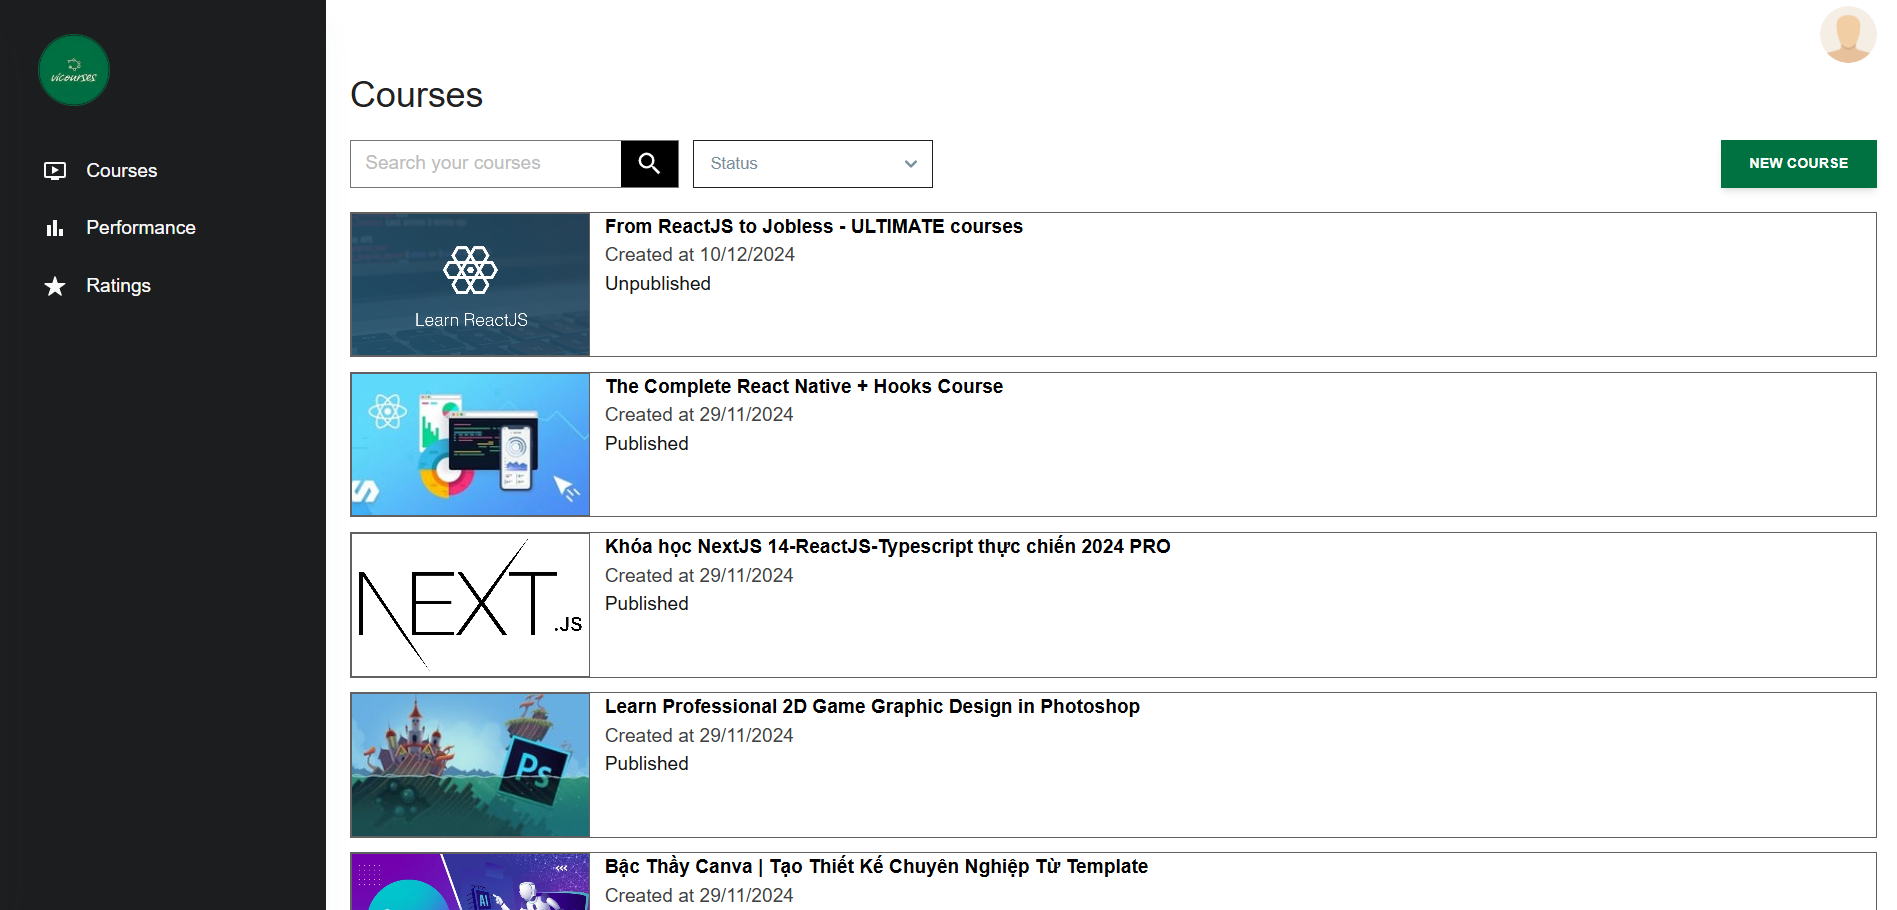 vicourses
Courses
Performance
Ratings
Courses
Search your courses
Status
NEW COURSE
Learn ReactJS
From ReactJS to Jobless - ULTIMATE courses
Created at 10/12/2024
Unpublished
The Complete React Native + Hooks Course
Created at 29/11/2024
Published
NEXT.JS
Khóa học NextJS 14-ReactJS-Typescript thực chiến 2024 PRO
Created at 29/11/2024
Published
Ps
Learn Professional 2D Game Graphic Design in Photoshop
Created at 29/11/2024
Published
AI
Bậc Thầy Canva | Tạo Thiết Kế Chuyên Nghiệp Từ Template
Created at 29/11/2024